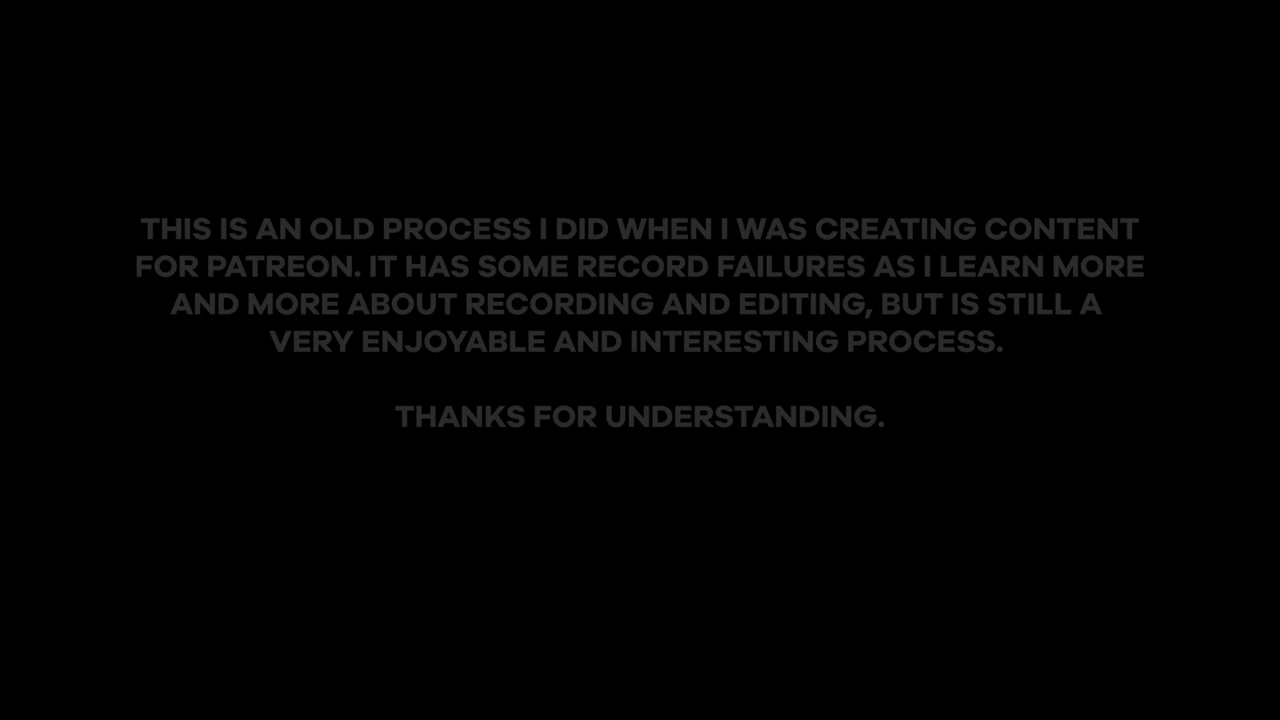 THIS IS AN OLD PROCESS I DID WHEN I WAS CREATING CONTENT
FOR PATREON. IT HAS SOME RECORD FAILURES AS I LEARN MORE
AND MORE ABOUT RECORDING AND EDITING, BUT IS STILL A
VERY ENJOYABLE AND INTERESTING PROCESS.
THANKS FOR UNDERSTANDING.